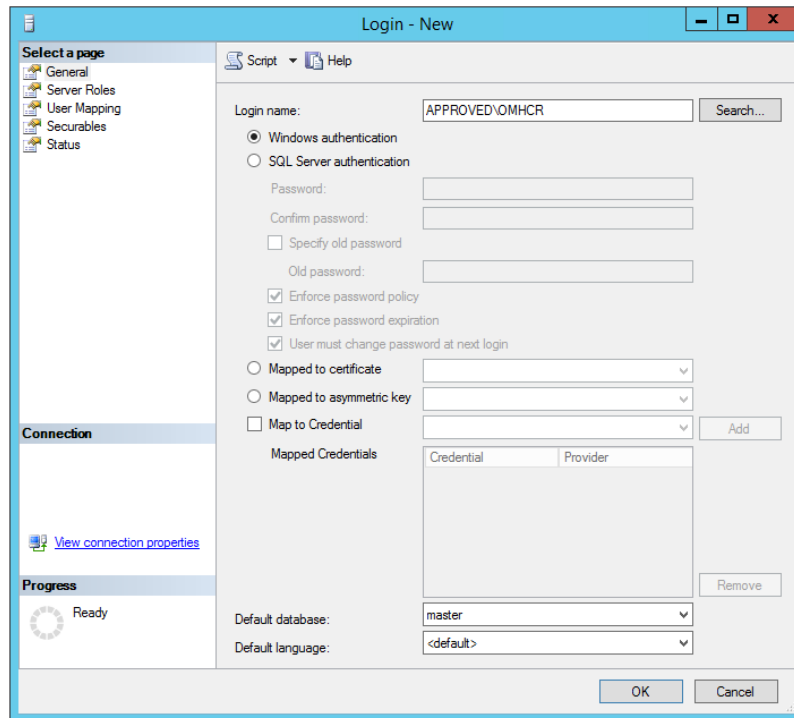 Login - New
Select a page
General
Server Roles
User Mapping
Securables
Status
Connection
View connection properties
Progress
Ready
Script Help
Login name: APPROVED\OMHCR Search...
Windows authentication
SQL Server authentication
Password:
Confirm password:
Specify old password
Old password:
Enforce password policy
Enforce password expiration
User must change password at next login
Mapped to certificate
Mapped to asymmetric key
Map to Credential Add
Mapped Credentials Credential Provider
Remove
Default database: master
Default language: <default>
OK Cancel